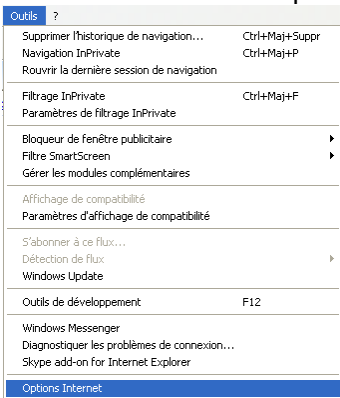 Outils ?
Supprimer l'historique de navigation... Ctrl+Maj+Suppr
Navigation InPrivate Ctrl+Maj+P
Rouvrir la dernière session de navigation
Filtrage InPrivate Ctrl+Maj+F
Paramètres de filtrage InPrivate
Bloqueur de fenêtre publicitaire
Filtre SmartScreen
Gérer les modules complémentaires
Affichage de compatibilité
Paramètres d'affichage de compatibilité
S'abonner à ce flux...
Détection de flux
Windows Update
Outils de développement F12
Windows Messenger
Diagnostiquer les problèmes de connexion...
Skype add-on for Internet Explorer
Options Internet